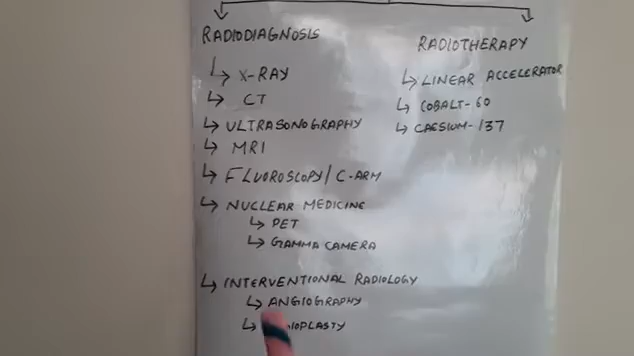 RADIODIAGNOSIS
X-RAY
CT
ULTRASONOGRAPHY
MRI
FLUOROSCOPY/C-ARM
NUCLEAR MEDICINE
PET
GAMMA CAMERA
INTERVENTIONAL RADIOLOGY
ANGIOGRAPHY
RADIOTHERAPY
LINEAR ACCELERATOR
COBALT-60
CAESIUM-137